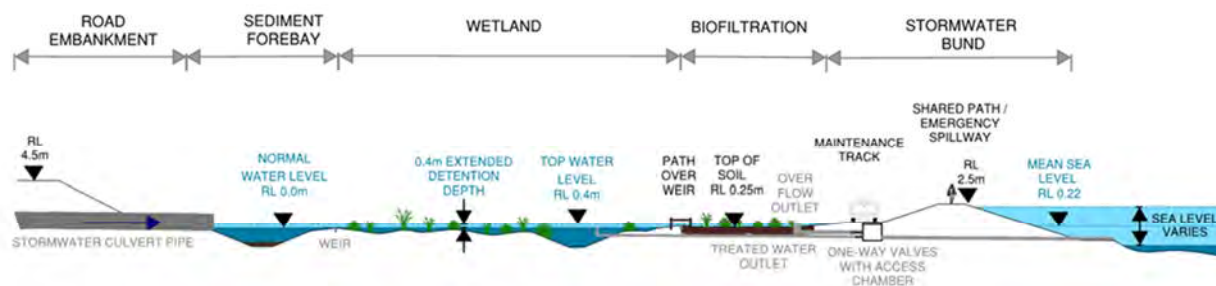 ROAD
EMBANKMENT
SEDIMENT
FOREBAY
WETLAND
BIOFILTRATION
STORMWATER
BUND
RL
4.5m
NORMAL
WATER LEVEL
RL 0.0m
0.4m EXTENDED
DETENTION
DEPTH
TOP WATER
LEVEL
RL 0.4m
PATH
OVER
WEIR
TOP OF
SOIL
RL 0.25m
OVER
FLOW
OUTLET
MAINTENANCE
TRACK
SHARED PATH /
EMERGENCY
SPILLWAY
RL
2.5m
MEAN SEA
LEVEL
RL 0.22
SEA LEVEL
VARIES
STORMWATER CULVERT PIPE
WEIR
TREATED WATER
OUTLET
ONE-WAY VALVES
WITH ACCESS
CHAMBER